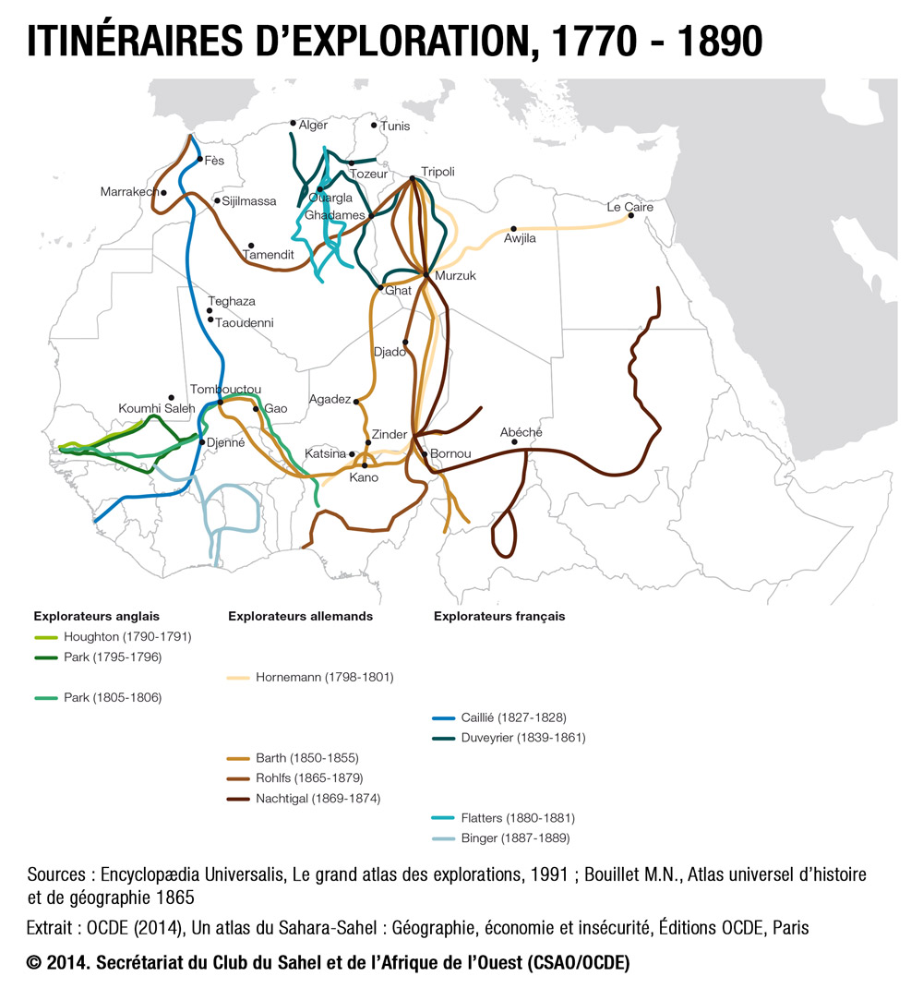 ITINÉRAIRES D’EXPLORATION, 1770 - 1890
Alger
Tunis
Fès
Tozeur
Tripoli
Marrakech
Sijilmassa
Ouargla
Ghadames
Le Caire
Awjila
Tamendit
Murzuk
Ghat
Teghaza
Taoudenni
Djado
Tombouctou
Koumhi Saleh
Gao
Agadez
Djenné
Zinder
Abéché
Katsina
Bornou
Kano
Explorateurs anglais
Houghton (1790-1791)
Park (1795-1796)
Park (1805-1806)
Explorateurs allemands
Hornemann (1798-1801)
Barth (1850-1855)
Rohlfs (1865-1879)
Nachtigal (1869-1874)
Explorateurs français
Caillié (1827-1828)
Duveyrier (1839-1861)
Flatters (1880-1881)
Binger (1887-1889)
Sources : Encyclopædia Universalis, Le grand atlas des explorations, 1991 ; Bouillet M.N., Atlas universel d’histoire
et de géographie 1865
Extrait : OCDE (2014), Un atlas du Sahara-Sahel : Géographie, économie et insécurité, Éditions OCDE, Paris
© 2014. Secrétariat du Club du Sahel et de l’Afrique de l’Ouest (CSAO/OCDE)